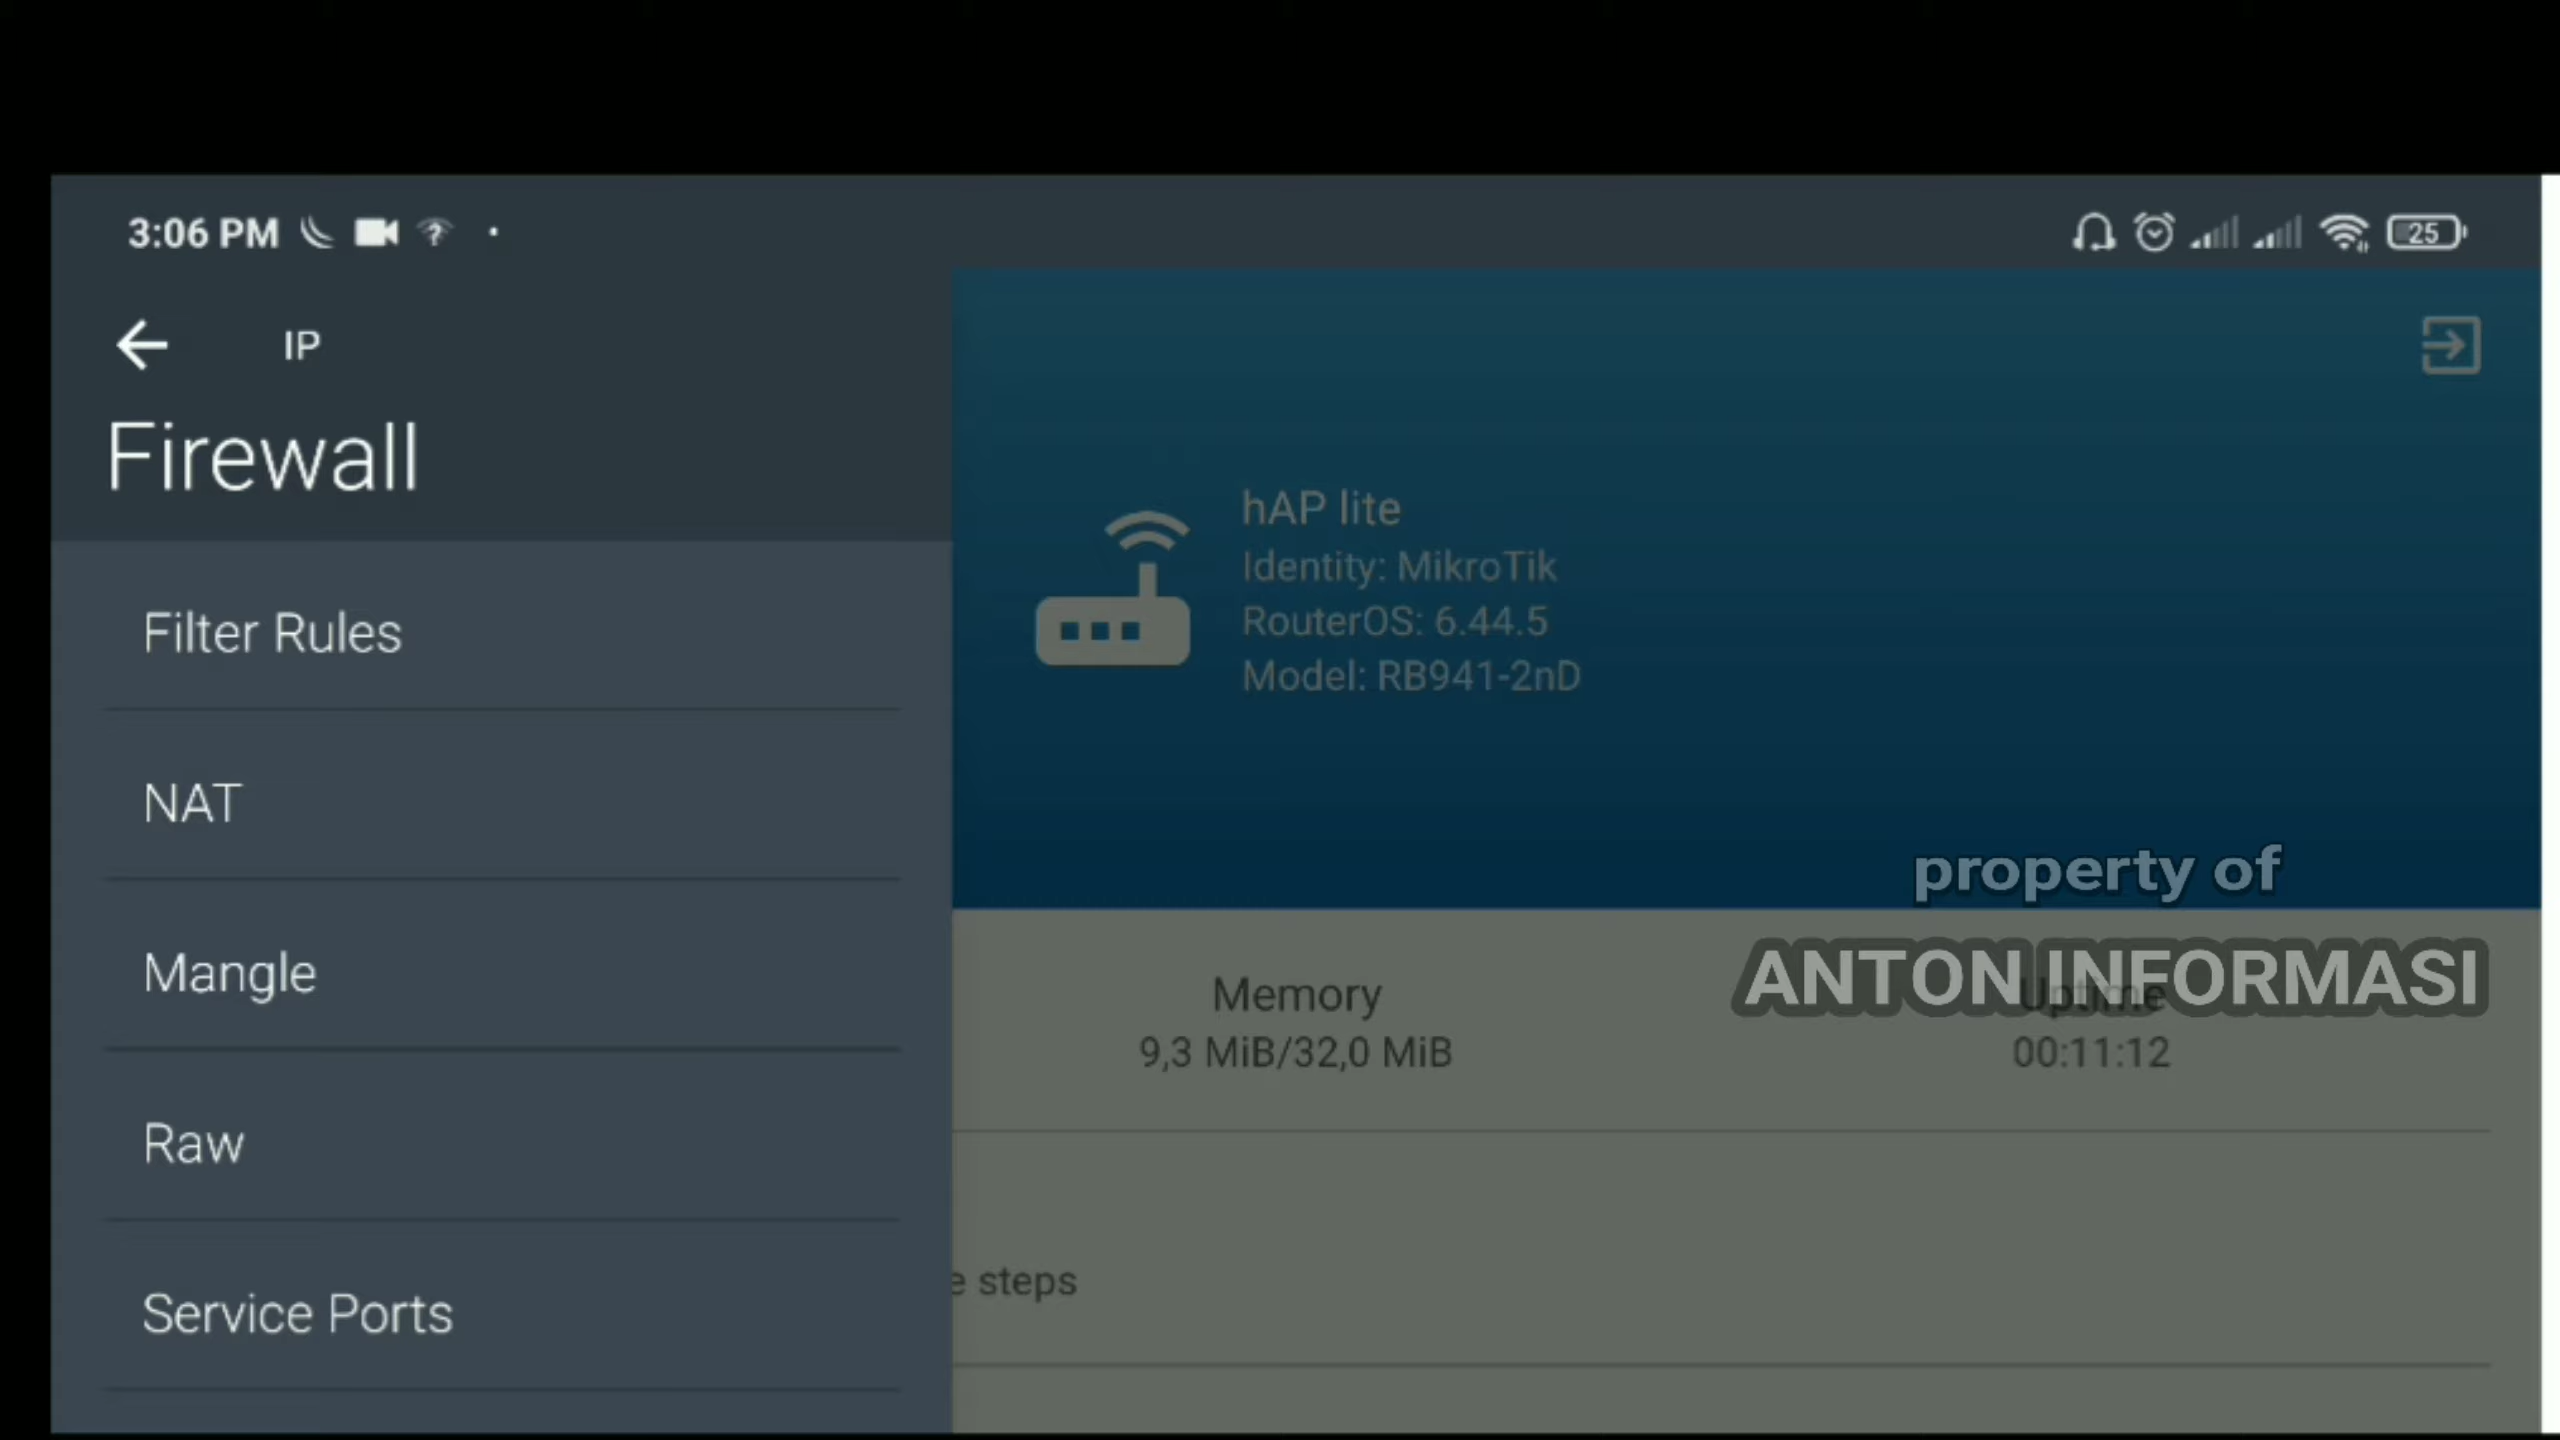 3:06 PM
25
IP
Firewall
Filter Rules
NAT
Mangle
Raw
Service Ports
hAP lite
Identity: MikroTik
RouterOS: 6.44.5
Model: RB941-2nD
property of
ANTON INFORMASI
Memory
9,3 MiB/32,0 MiB
Uptime
00:11:12
e steps